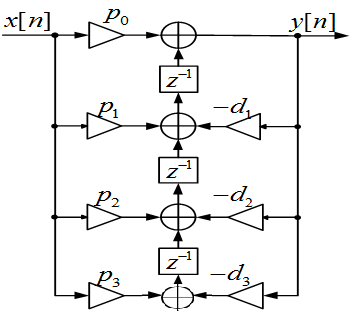 x[n] p₀ y[n]
z⁻¹
p₁ −d₁
z⁻¹
p₂ −d₂
z⁻¹
p₃ −d₃